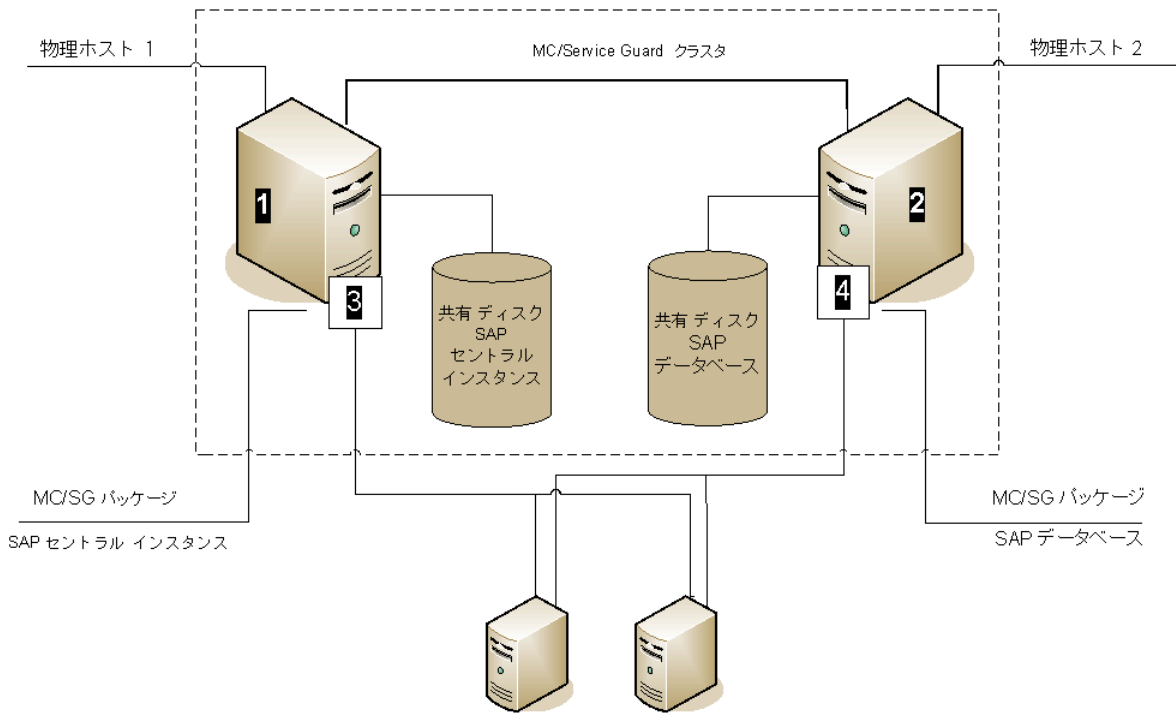 物理ホスト 1
MC/Service Guard クラスタ
物理ホスト 2
1
2
3
4
共有 ディスク
SAP
セントラル
インスタンス
共有 ディスク
SAP
データベース
MC/SG パッケージ
SAP セントラル インスタンス
MC/SG パッケージ
SAP データベース